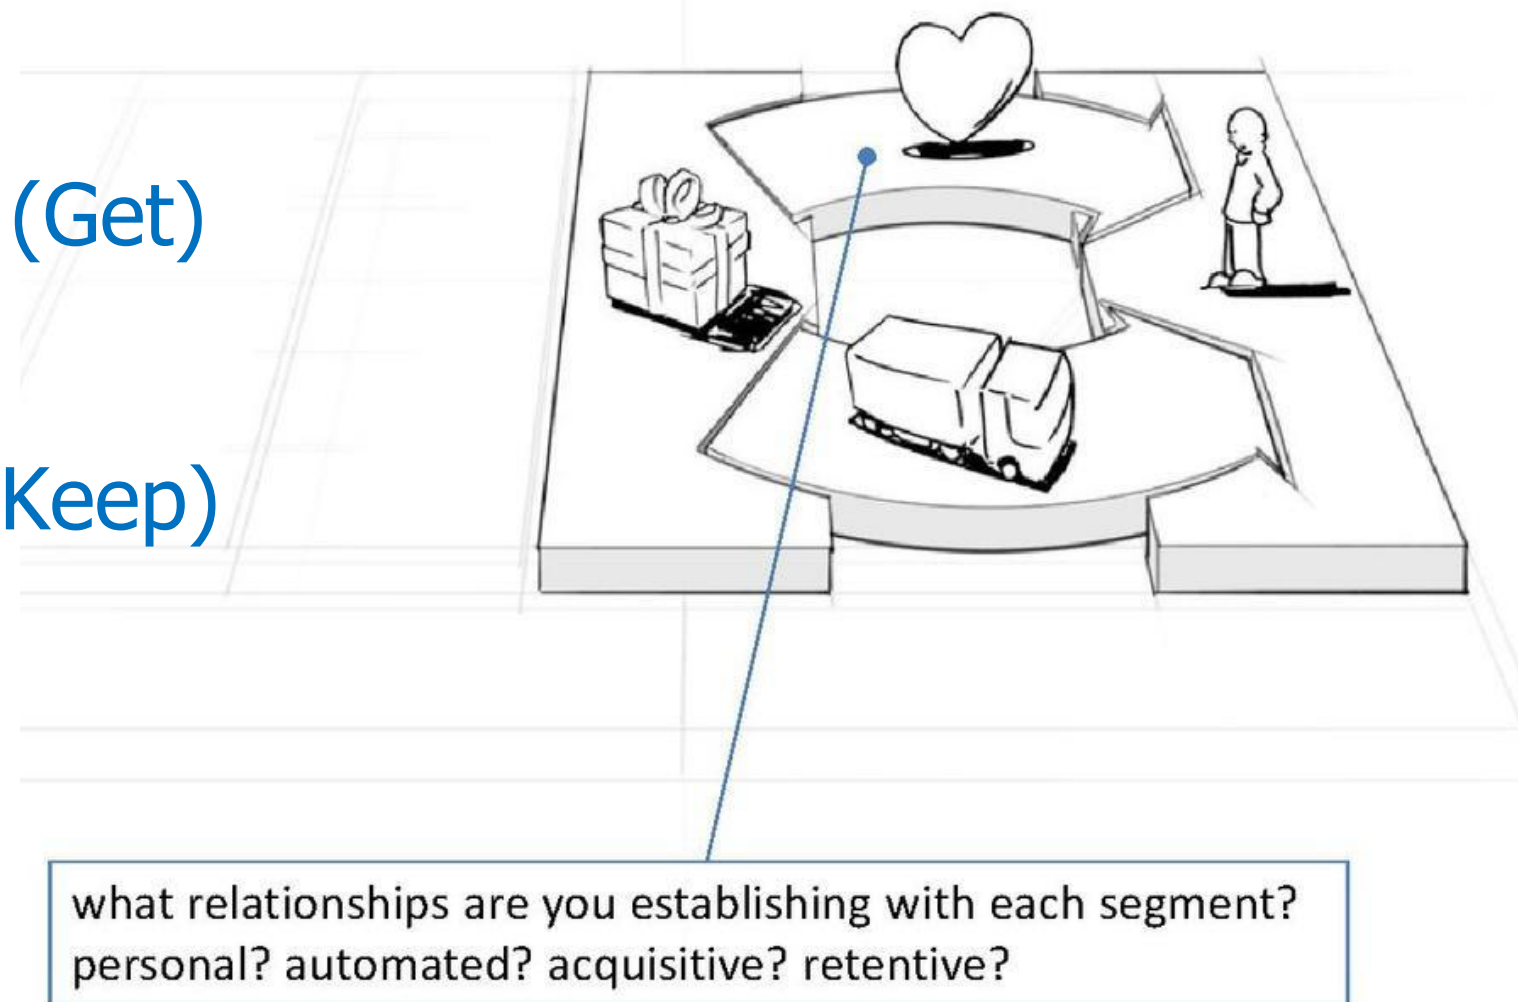 (Get)
Keep)
what relationships are you establishing with each segment?
personal? automated? acquisitive? retentive?